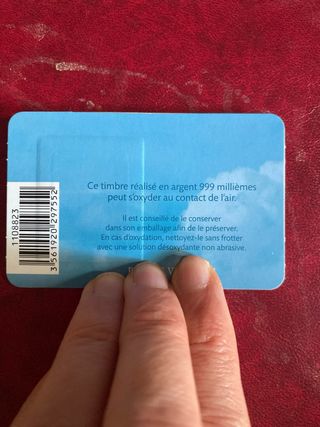 Ce timbre réalisé en argent 999 millièmes
peut s'oxyder au contact de l'air.
Il est conseillé de le conserver
dans son emballage afin de le préserver.
En cas d'oxydation, nettoyez-le sans frotter
avec une solution désoxydante non abrasive.
1108823
3 561920 297552